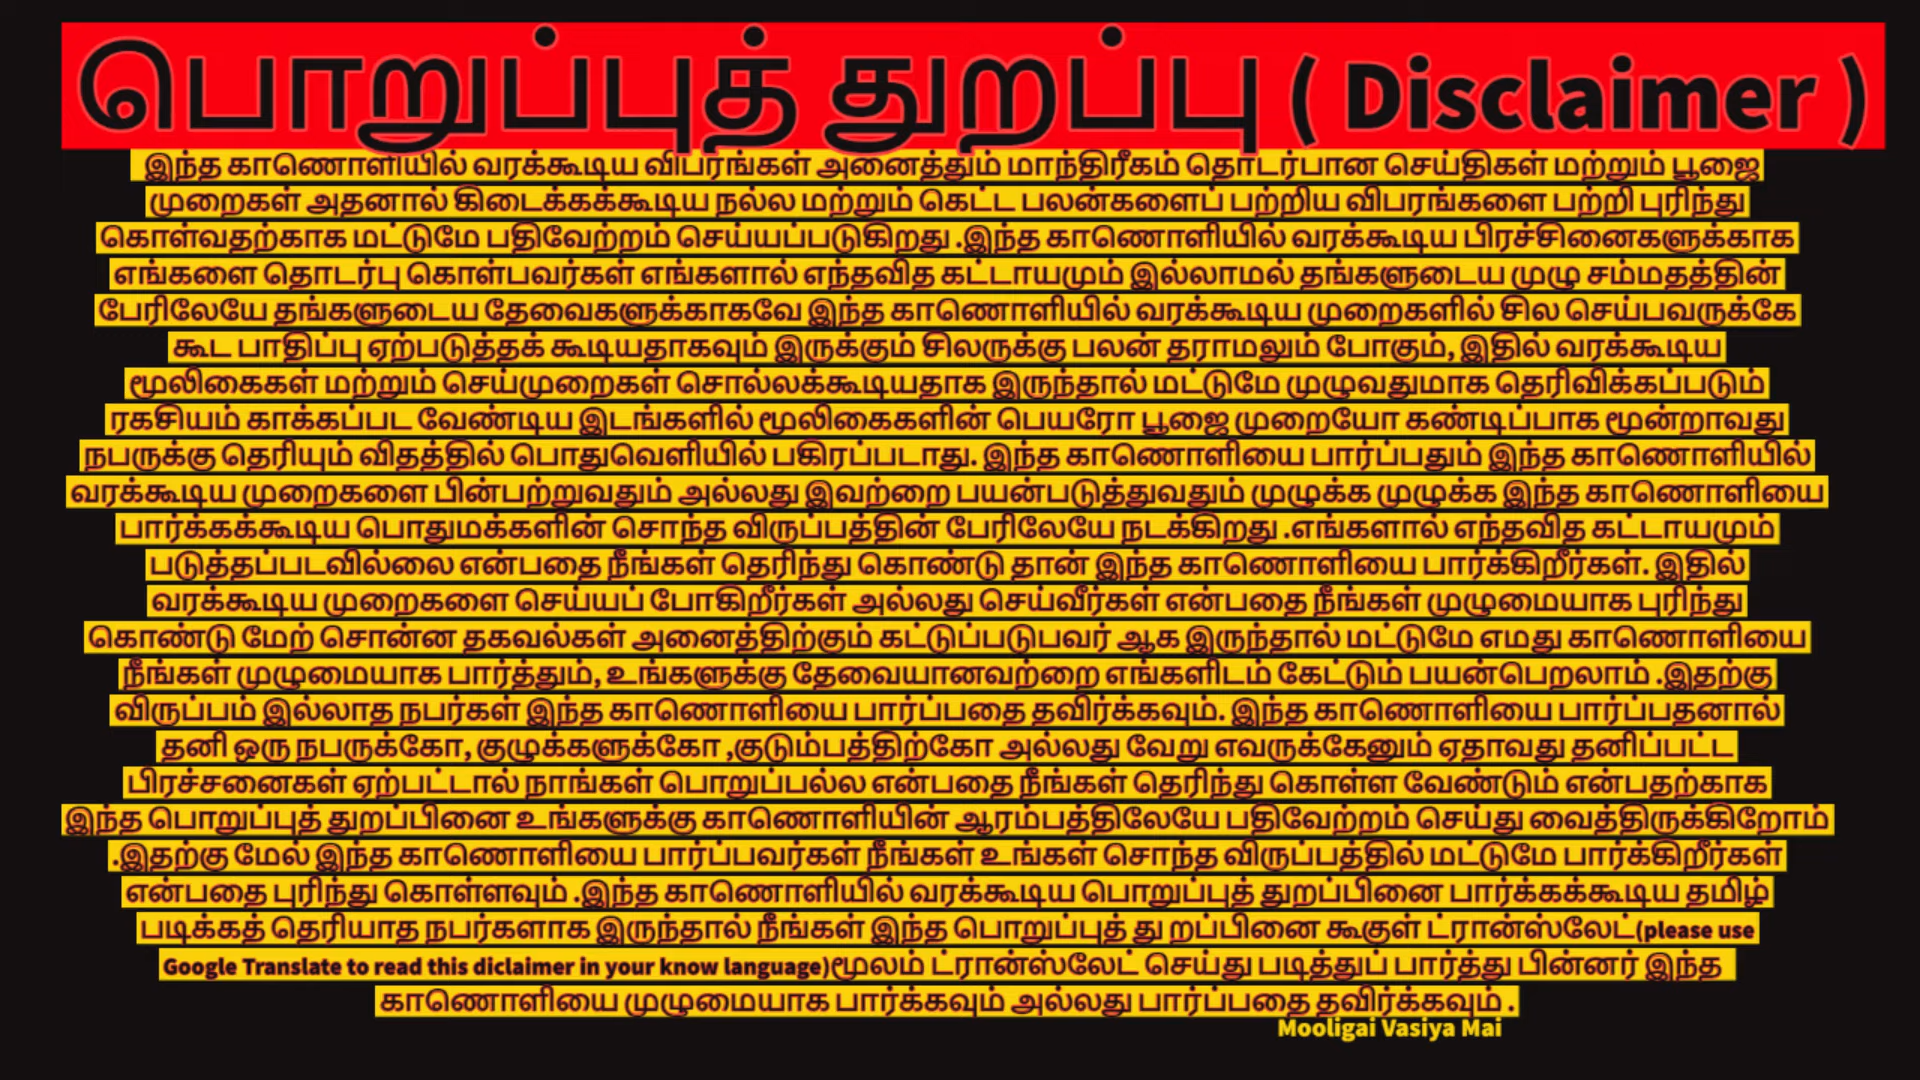 பொறுப்புத் துறப்பு ( Disclaimer )
இந்த காணொளியில் வரக்கூடிய விபரங்கள் அனைத்தும் மாந்திரீகம் தொடர்பான செய்திகள் மற்றும் பூஜை
முறைகள் அதனால் கிடைக்கக்கூடிய நல்ல மற்றும் கெட்ட பலன்களைப் பற்றிய விபரங்களை பற்றி புரிந்து
கொள்வதற்காக மட்டுமே பதிவேற்றம் செய்யப்படுகிறது .இந்த காணொளியில் வரக்கூடிய பிரச்சினைகளுக்காக
எங்களை தொடர்பு கொள்பவர்கள் எங்களால் எந்தவித கட்டாயமும் இல்லாமல் தங்களுடைய முழு சம்மதத்தின்
பேரிலேயே தங்களுடைய தேவைகளுக்காகவே இந்த காணொளியில் வரக்கூடிய முறைகளில் சில செய்பவருக்கே
கூட பாதிப்பு ஏற்படுத்தக் கூடியதாகவும் இருக்கும் சிலருக்கு பலன் தராமலும் போகும், இதில் வரக்கூடிய
மூலிகைகள் மற்றும் செய்முறைகள் சொல்லக்கூடியதாக இருந்தால் மட்டுமே முழுவதுமாக தெரிவிக்கப்படும்
ரகசியம் காக்கப்பட வேண்டிய இடங்களில் மூலிகைகளின் பெயரோ பூஜை முறையோ கண்டிப்பாக மூன்றாவது
நபருக்கு தெரியும் விதத்தில் பொதுவெளியில் பகிரப்படாது. இந்த காணொளியை பார்ப்பதும் இந்த காணொளியில்
வரக்கூடிய முறைகளை பின்பற்றுவதும் அல்லது இவற்றை பயன்படுத்துவதும் முழுக்க முழுக்க இந்த காணொளியை
பார்க்கக்கூடிய பொதுமக்களின் சொந்த விருப்பத்தின் பேரிலேயே நடக்கிறது .எங்களால் எந்தவித கட்டாயமும்
படுத்தப்படவில்லை என்பதை நீங்கள் தெரிந்து கொண்டு தான் இந்த காணொளியை பார்க்கிறீர்கள். இதில்
வரக்கூடிய முறைகளை செய்யப் போகிறீர்கள் அல்லது செய்வீர்கள் என்பதை நீங்கள் முழுமையாக புரிந்து
கொண்டு மேற் சொன்ன தகவல்கள் அனைத்திற்கும் கட்டுப்படுபவர் ஆக இருந்தால் மட்டுமே எமது காணொளியை
நீங்கள் முழுமையாக பார்த்தும், உங்களுக்கு தேவையானவற்றை எங்களிடம் கேட்டும் பயன்பெறலாம் .இதற்கு
விருப்பம் இல்லாத நபர்கள் இந்த காணொளியை பார்ப்பதை தவிர்க்கவும். இந்த காணொளியை பார்ப்பதனால்
தனி ஒரு நபருக்கோ, குழுக்களுக்கோ ,குடும்பத்திற்கோ அல்லது வேறு எவருக்கேனும் ஏதாவது தனிப்பட்ட
பிரச்சனைகள் ஏற்பட்டால் நாங்கள் பொறுப்பல்ல என்பதை நீங்கள் தெரிந்து கொள்ள வேண்டும் என்பதற்காக
இந்த பொறுப்புத் துறப்பினை உங்களுக்கு காணொளியின் ஆரம்பத்திலேயே பதிவேற்றம் செய்து வைத்திருக்கிறோம்
.இதற்கு மேல் இந்த காணொளியை பார்ப்பவர்கள் நீங்கள் உங்கள் சொந்த விருப்பத்தில் மட்டுமே பார்க்கிறீர்கள்
என்பதை புரிந்து கொள்ளவும் .இந்த காணொளியில் வரக்கூடிய பொறுப்புத் துறப்பினை பார்க்கக்கூடிய தமிழ்
படிக்கத் தெரியாத நபர்களாக இருந்தால் நீங்கள் இந்த பொறுப்புத் து றப்பினை கூகுள் ட்ரான்ஸ்லேட்(please use
Google Translate to read this diclaimer in your know language)மூலம் ட்ரான்ஸ்லேட் செய்து படித்துப் பார்த்து பின்னர் இந்த
காணொளியை முழுமையாக பார்க்கவும் அல்லது பார்ப்பதை தவிர்க்கவும் .
Mooligai Vasiya Mai